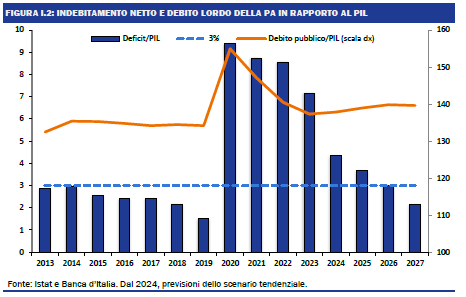 FIGURA I.2: INDEBITAMENTO NETTO E DEBITO LORDO DELLA PA IN RAPPORTO AL PIL
Deficit/PIL 3% Debito pubblico/PIL (scala dx)
10 160
9
8 150
7
6 140
5
4 130
3
2 120
1 110
0 100
2013 2014 2015 2016 2017 2018 2019 2020 2021 2022 2023 2024 2025 2026 2027
Fonte: Istat e Banca d'Italia. Dal 2024, previsioni dello scenario tendenziale.